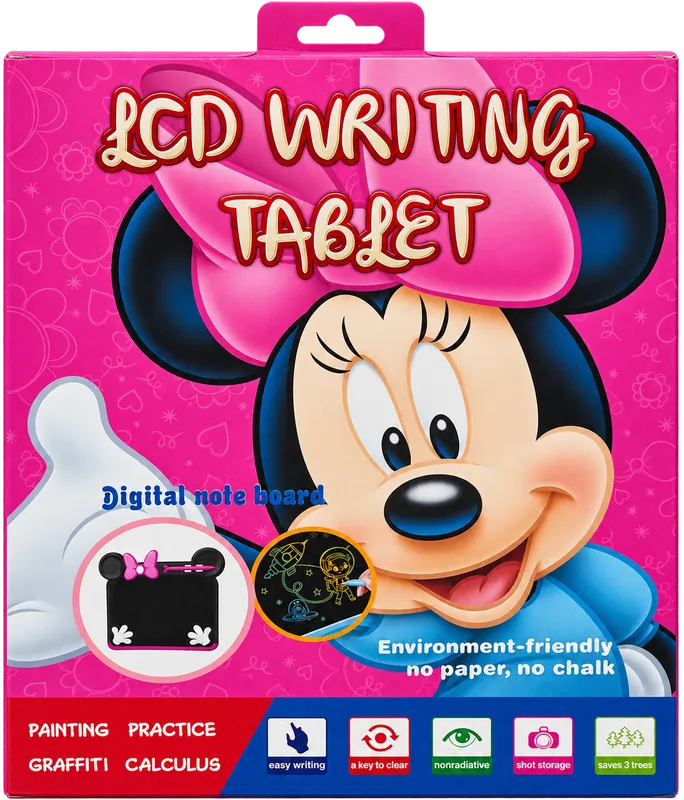 LCD WRITING
TABLET
Digital note board
Environment-friendly
no paper, no chalk
PAINTING PRACTICE
GRAFFITI CALCULUS
easy writing
a key to clear
nonradiative
shot storage
saves 3 trees